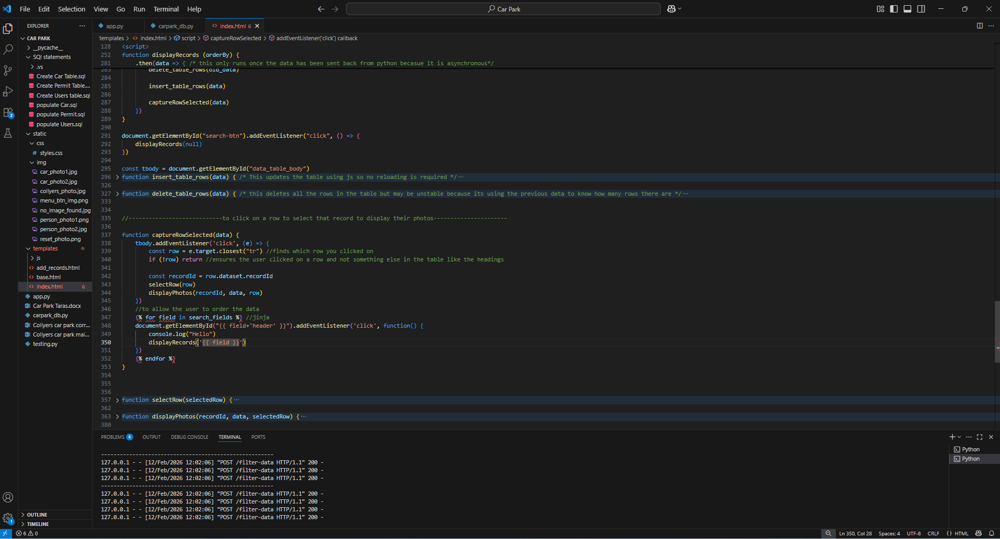 File Edit Selection View Go Run Terminal Help
Car Park
EXPLORER
app.py
carpark_db.py
index.html 6
templates > index.html > script > captureRowSelected > addEventListener('click') callback
CAR PARK
__pycache__
SQl statements
.vs
Create Car Table.sql
Create Permit Table....
Create Users table.sql
populate Car.sql
populate Permit.sql
populate Users.sql
static
css
styles.css
img
car_photo1.jpg
car_photo2.jpg
collyers_photo.jpg
menu_btn_img.png
no_image_found.jpg
person_photo1.png
person_photo2.jpg
reset_photo.png
templates
js
add_records.html
base.html
index.html 6
app.py
Car Park Taras.docx
carpark_db.py
Collyers car park corr...
Collyers car park mai...
testing.py
OUTLINE
TIMELINE
128 <script>
252 function displayRecords (orderBy) {
281 .then(data => { /* this only runs once the data has been sent back from python becasue it is asynchronous*/
283 delete_table_rows(old_data)
284
285 insert_table_rows(data)
286
287 captureRowSelected(data)
288 })
289 }
290
291 document.getElementById("search-btn").addEventListener("click", () => {
292 displayRecords(null)
293 })
294
295 const tbody = document.getElementById("data_table_body")
296 function insert_table_rows(data) { /* This updates the table using js so no reloading is required */ ...
326
327 function delete_table_rows(data) { /* this deletes all the rows in the table but may be unstable because its using the previous data to know how many rows there are */ ...
333
334
335 //----------------------------to click on a row to select that record to display their photos----------------------
336
337 function captureRowSelected(data) {
338 tbody.addEventListener('click', (e) => {
339 const row = e.target.closest("tr") //finds which row you clicked on
340 if (!row) return //ensures the user clicked on a row and not something else in the table like the headings
341
342 const recordId = row.dataset.recordId
343 selectRow(row)
344 displayPhotos(recordId, data, row)
345 })
346 //to allow the user to order the data
347 {% for field in search_fields %} //jinja
348 document.getElementById("{{ field+'header' }}").addEventListener('click', function() {
349 console.log("Hello")
350 displayRecords('{{ field }}')
351 })
352 {% endfor %}
353 }
354
355
356
357 function selectRow(selectedRow) { ...
362
363 function displayPhotos(recordId, data, selectedRow) { ...
380
PROBLEMS 6 OUTPUT DEBUG CONSOLE TERMINAL PORTS
Python
Python
-----------------------------------------------------
127.0.0.1 - - [12/Feb/2026 12:02:06] "POST /filter-data HTTP/1.1" 200 -
127.0.0.1 - - [12/Feb/2026 12:02:06] "POST /filter-data HTTP/1.1" 200 -
127.0.0.1 - - [12/Feb/2026 12:02:06] "POST /filter-data HTTP/1.1" 200 -
-----------------------------------------------------
127.0.0.1 - - [12/Feb/2026 12:02:06] "POST /filter-data HTTP/1.1" 200 -
127.0.0.1 - - [12/Feb/2026 12:02:06] "POST /filter-data HTTP/1.1" 200 -
127.0.0.1 - - [12/Feb/2026 12:02:06] "POST /filter-data HTTP/1.1" 200 -
127.0.0.1 - - [12/Feb/2026 12:02:06] "POST /filter-data HTTP/1.1" 200 -
2
1
6 0
Ln 350, Col 28 Spaces: 4 UTF-8 CRLF {} HTML